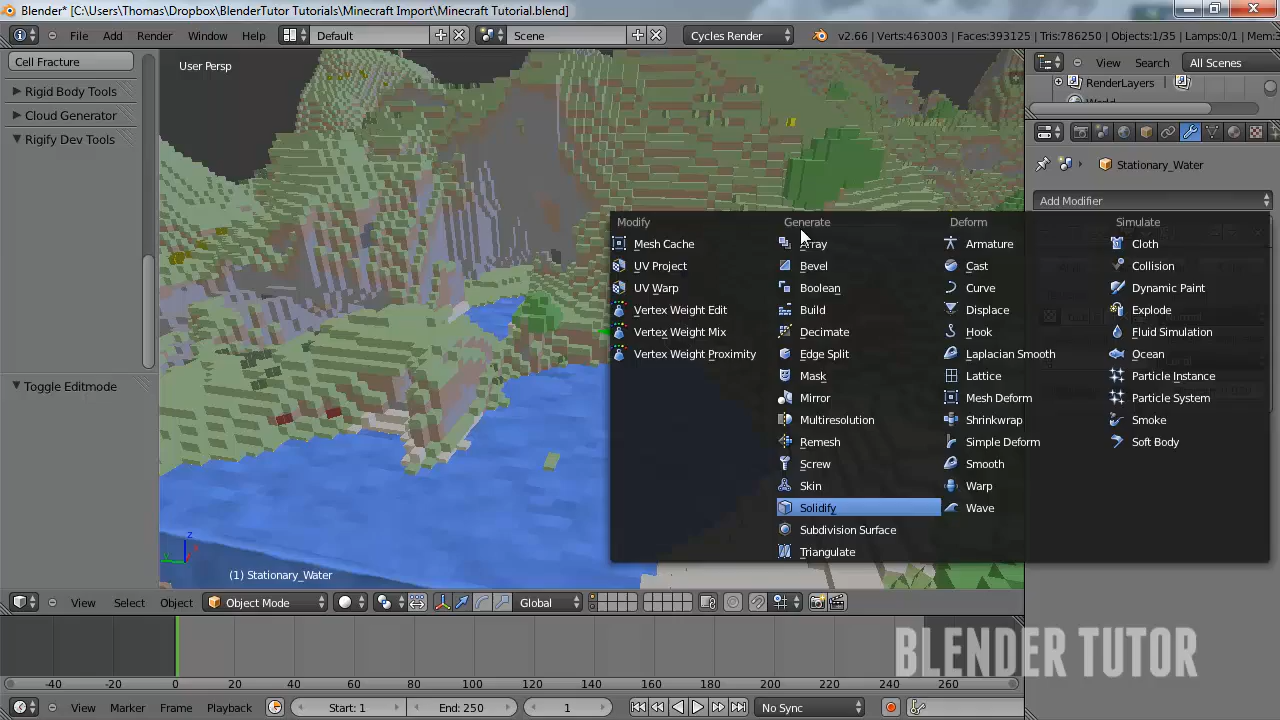 Blender* [C:\Users\Thomas\Dropbox\BlenderTutor Tutorials\Minecraft Import\Minecraft Tutorial.blend]
File Add Render Window Help Default Scene Cycles Render v2.66 | Verts:463003 | Faces:393125 | Tris:786250 | Objects:1/35 | Lamps:0/1 | Mem:
Cell Fracture
Rigid Body Tools
Cloud Generator
Rigify Dev Tools
Toggle Editmode
User Persp
View Search All Scenes
RenderLayers
World
Stationary_Water
Add Modifier
Modify Generate Deform Simulate
Mesh Cache Array Armature Cloth
UV Project Bevel Cast Collision
UV Warp Boolean Curve Dynamic Paint
Vertex Weight Edit Build Displace Explode
Vertex Weight Mix Decimate Hook Fluid Simulation
Vertex Weight Proximity Edge Split Laplacian Smooth Ocean
Mask Lattice Particle Instance
Mirror Mesh Deform Particle System
Multiresolution Shrinkwrap Smoke
Remesh Simple Deform Soft Body
Screw Smooth
Skin Warp
Solidify Wave
Subdivision Surface
Triangulate
z
y
(1) Stationary_Water
View Select Object Object Mode Global
BLENDER TUTOR
-40 -20 0 20 40 60 80 100 120 140 160 180 200 220 240 260
View Marker Frame Playback Start: 1 End: 250 1 No Sync